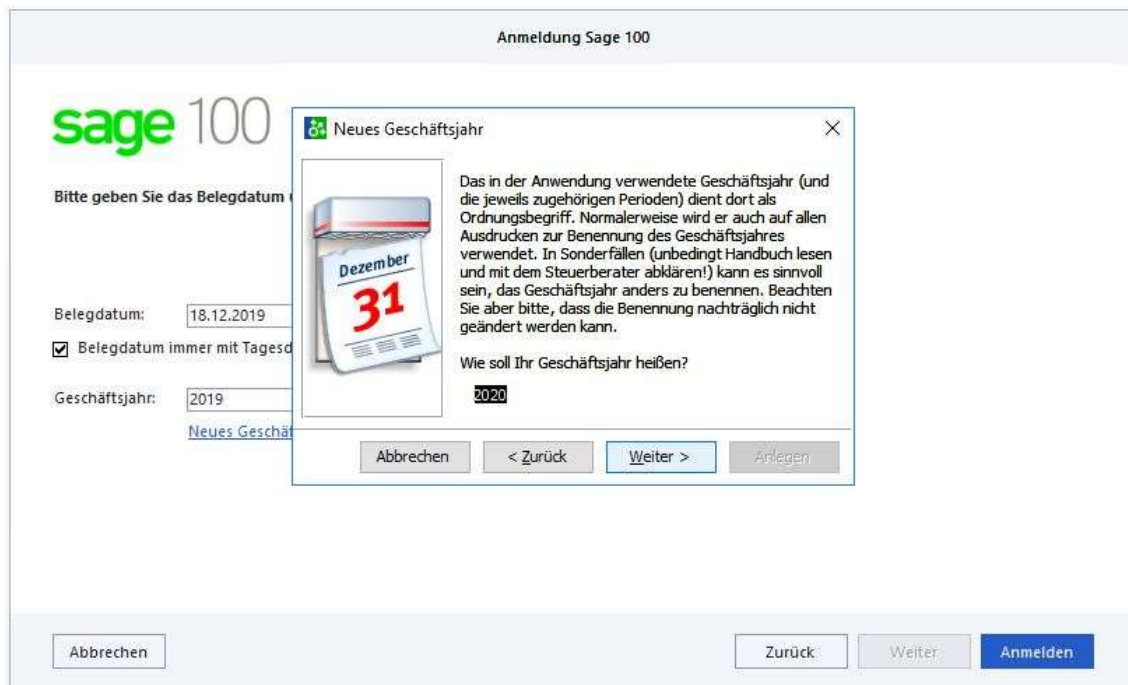 Anmeldung Sage 100
sage 100
Neues Geschäftsjahr
Das in der Anwendung verwendete Geschäftsjahr (und
die jeweils zugehörigen Perioden) dient dort als
Ordnungsbegriff. Normalerweise wird er auch auf allen
Ausdrucken zur Benennung des Geschäftsjahres
verwendet. In Sonderfällen (unbedingt Handbuch lesen
und mit dem Steuerberater abklären!) kann es sinnvoll
sein, das Geschäftsjahr anders zu benennen. Beachten
Sie aber bitte, dass die Benennung nachträglich nicht
geändert werden kann.
Wie soll Ihr Geschäftsjahr heißen?
2020
Dezember
31
Abbrechen
< Zurück
Weiter >
Anlegen
Bitte geben Sie das Belegdatum
Belegdatum: 18.12.2019
Belegdatum immer mit Tagesd
Geschäftsjahr: 2019
Neues Geschäf
Abbrechen
Zurück
Weiter
Anmelden